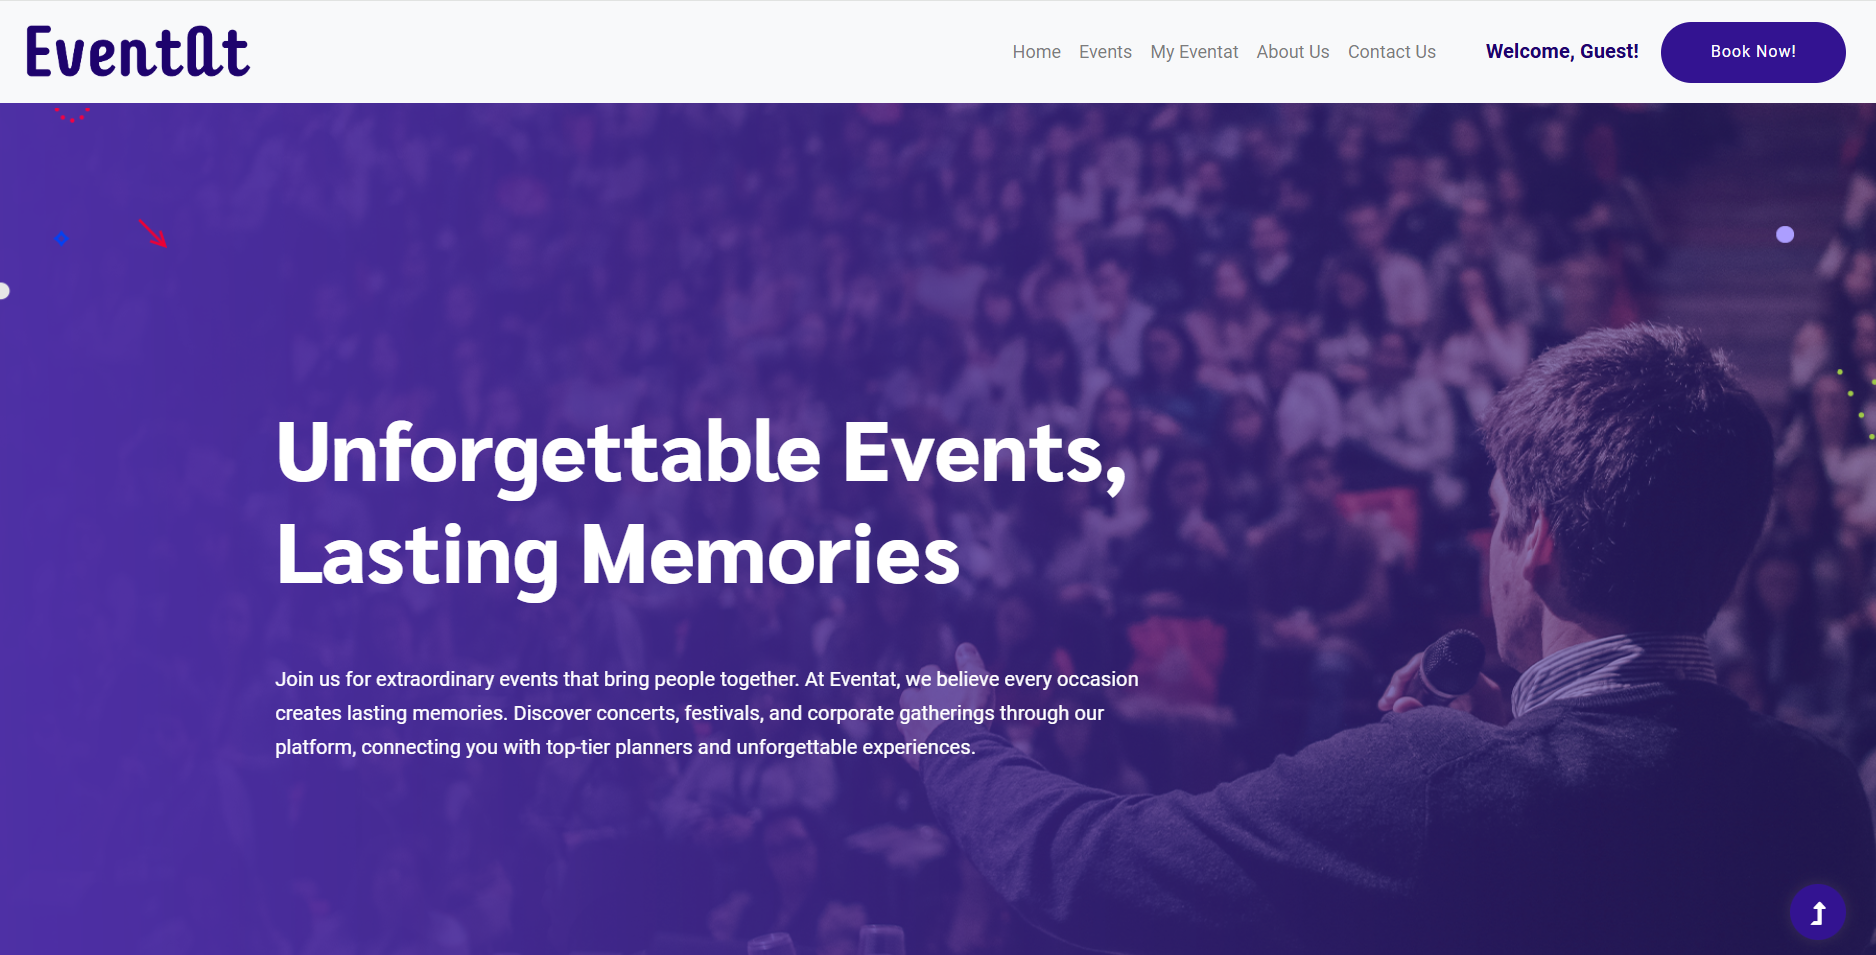 EventAt
Home Events My Eventat About Us Contact Us Welcome, Guest! Book Now!
Unforgettable Events,
Lasting Memories
Join us for extraordinary events that bring people together. At Eventat, we believe every occasion
creates lasting memories. Discover concerts, festivals, and corporate gatherings through our
platform, connecting you with top-tier planners and unforgettable experiences.